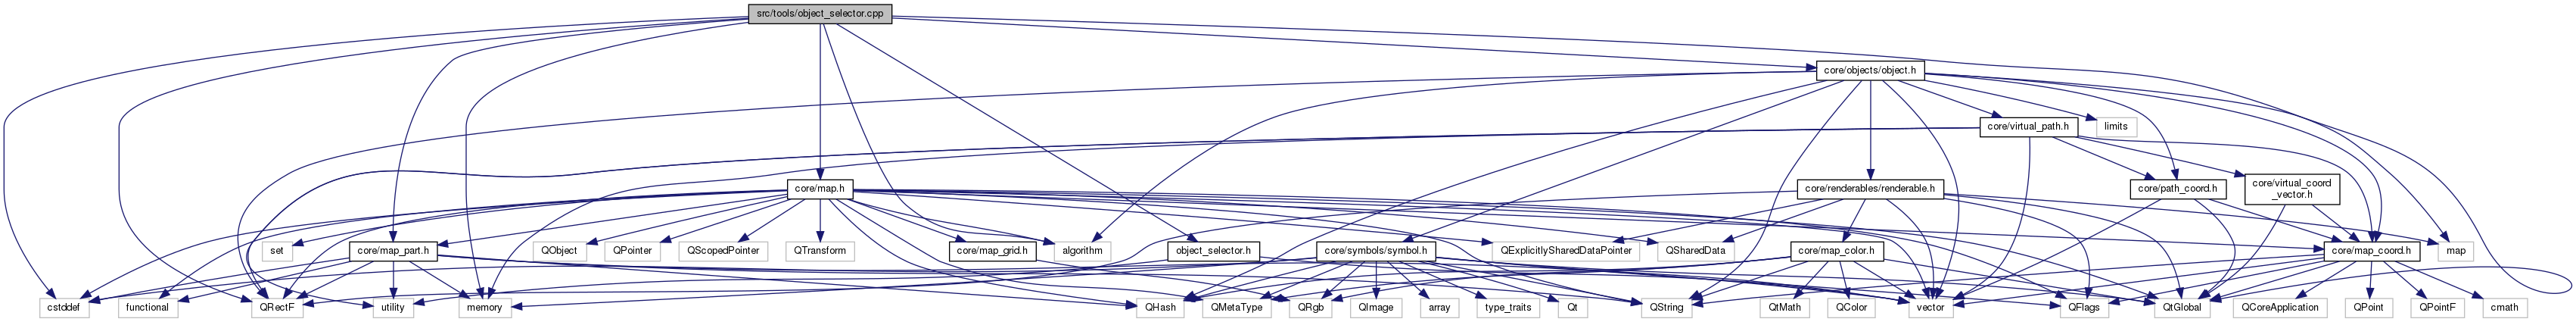 src/tools/object_selector.cpp
core/objects/object.h
core/virtual_path.h
limits
core/map.h
core/renderables/renderable.h
core/path_coord.h
core/virtual_coord
_vector.h
set
core/map_part.h
QObject
QPointer
QScopedPointer
QTransform
core/map_grid.h
algorithm
object_selector.h
core/symbols/symbol.h
QExplicitlySharedDataPointer
QSharedData
core/map_color.h
core/map_coord.h
map
cstddef
functional
QRectF
utility
memory
QHash
QMetaType
QRgb
QImage
array
type_traits
Qt
QString
QtMath
QColor
vector
QFlags
QtGlobal
QCoreApplication
QPoint
QPointF
cmath